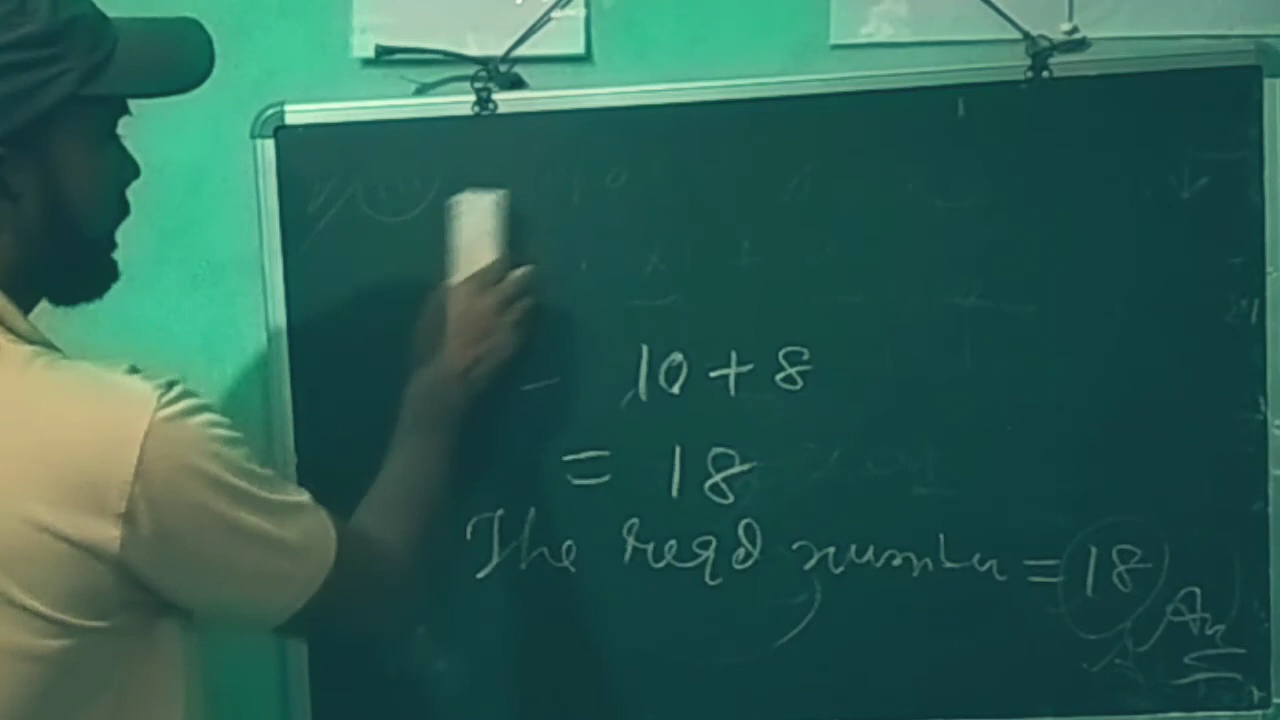 10 + 8
= 18
The reqd number = 18
Ans